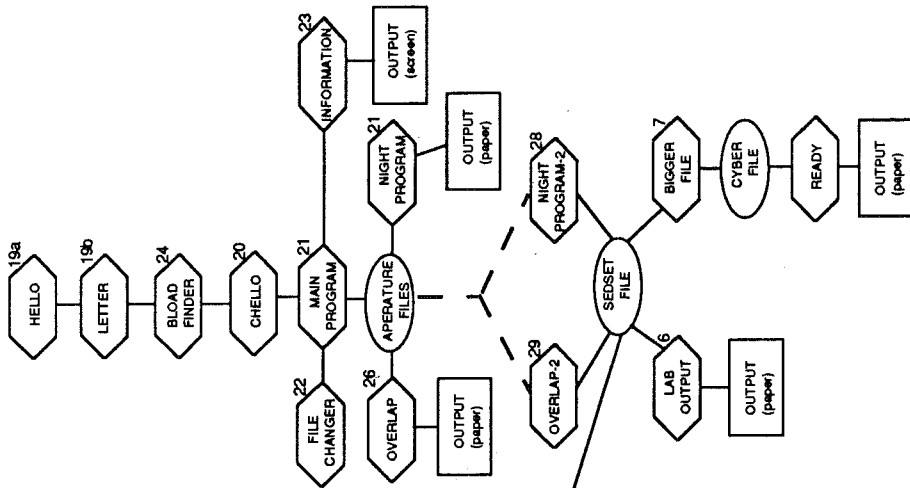 19a
HELLO
19b
LETTER
24
BLOAD
FINDER
20
CHELLO
21
MAIN
PROGRAM
22
FILE
CHANGER
23
INFORMATION
OUTPUT
(screen)
APERATURE
FILES
26
OVERLAP
OUTPUT
(paper)
21
NIGHT
PROGRAM
OUTPUT
(paper)
29
OVERLAP-2
28
NIGHT
PROGRAM-2
SEDSET
FILE
6
LAB
OUTPUT
OUTPUT
(paper)
7
BIGGER
FILE
CYBER
FILE
READY
OUTPUT
(paper)